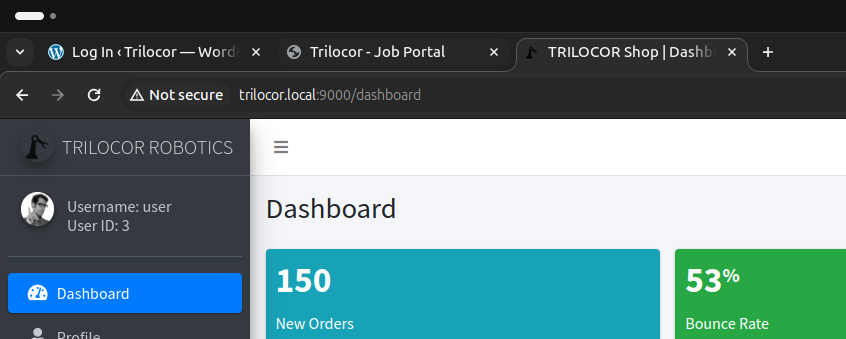 Log In ‹ Trilocor — Word
Trilocor - Job Portal
TRILOCOR Shop | Dashb
Not secure
trilocor.local:9000/dashboard
TRILOCOR ROBOTICS
Username: user
User ID: 3
Dashboard
Dashboard
150
New Orders
53%
Bounce Rate
Profile